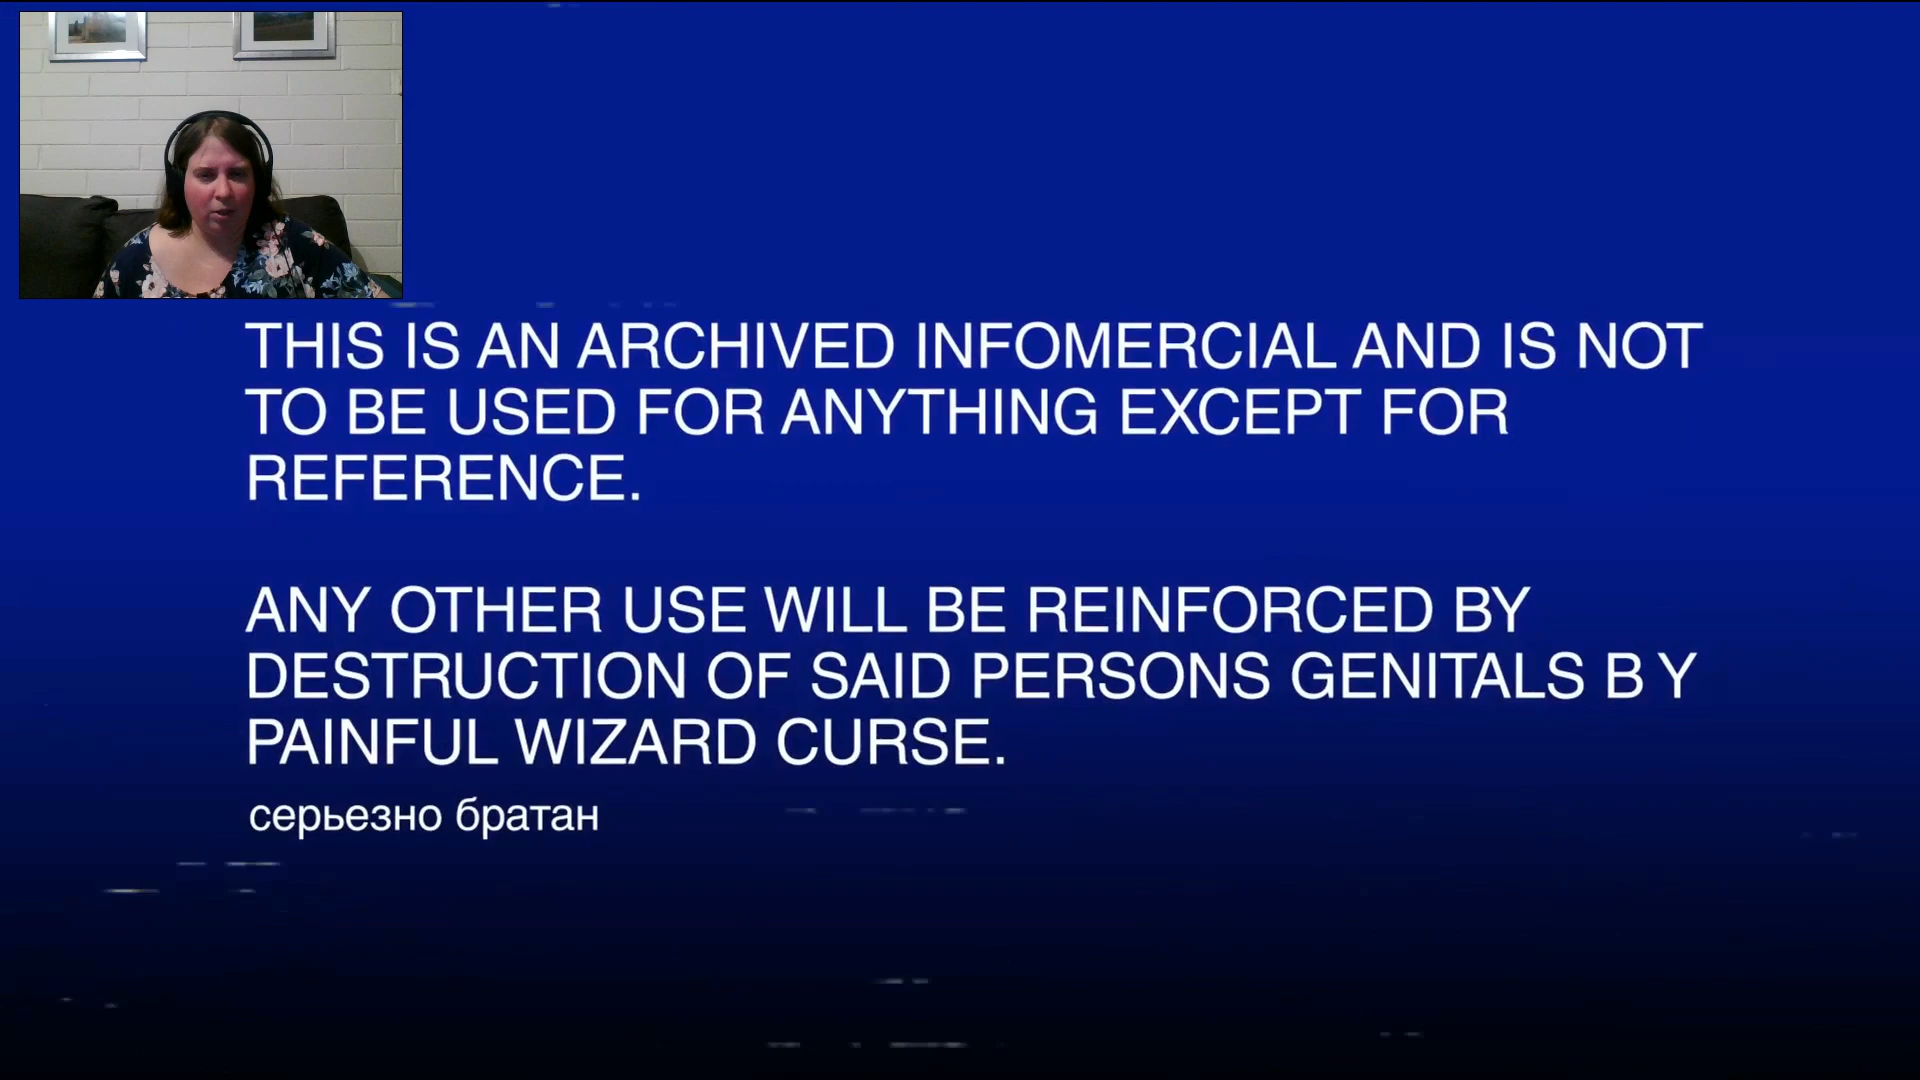 THIS IS AN ARCHIVED INFOMERCIAL AND IS NOT
TO BE USED FOR ANYTHING EXCEPT FOR
REFERENCE.
ANY OTHER USE WILL BE REINFORCED BY
DESTRUCTION OF SAID PERSONS GENITALS B Y
PAINFUL WIZARD CURSE.
серьезно братан